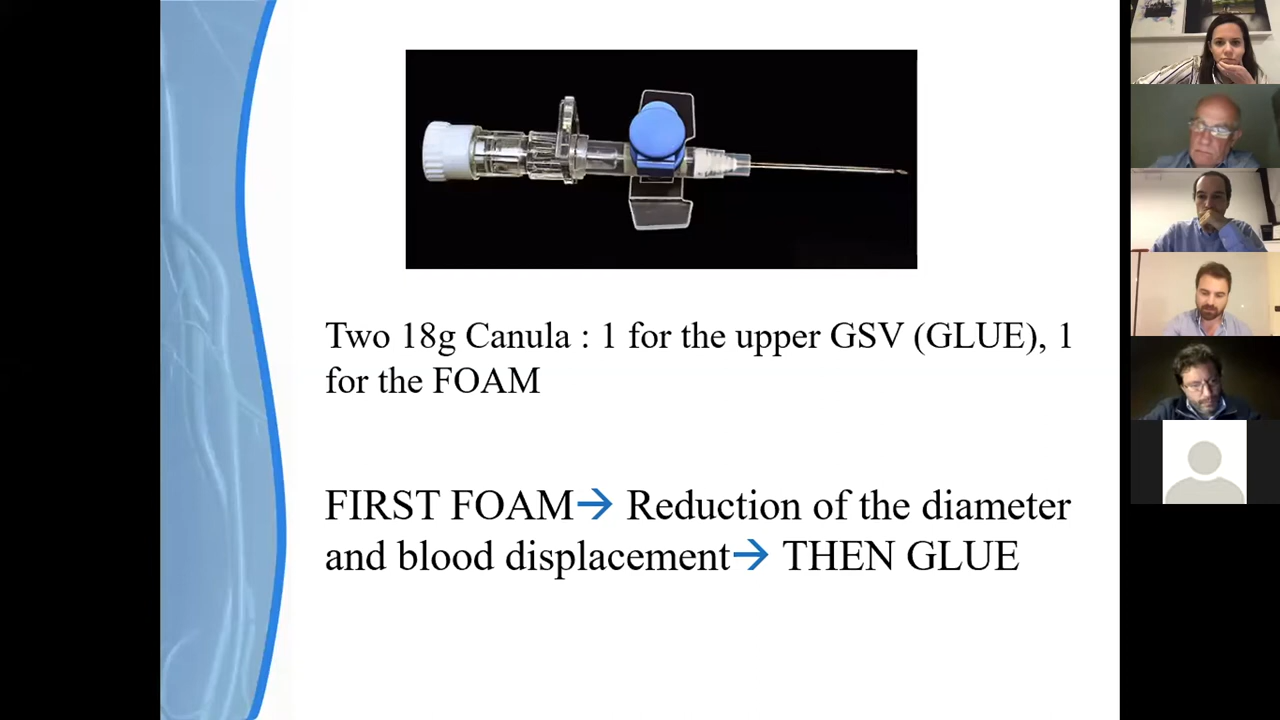 Two 18g Canula : 1 for the upper GSV (GLUE), 1
for the FOAM
FIRST FOAM→ Reduction of the diameter
and blood displacement→ THEN GLUE